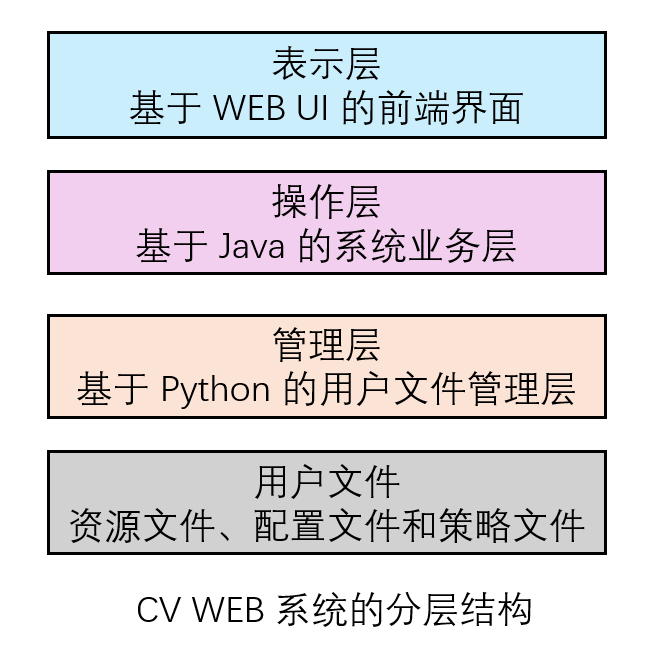 表示层
基于 WEB UI 的前端界面
操作层
基于 Java 的系统业务层
管理层
基于 Python 的用户文件管理层
用户文件
资源文件、配置文件和策略文件
CV WEB 系统的分层结构